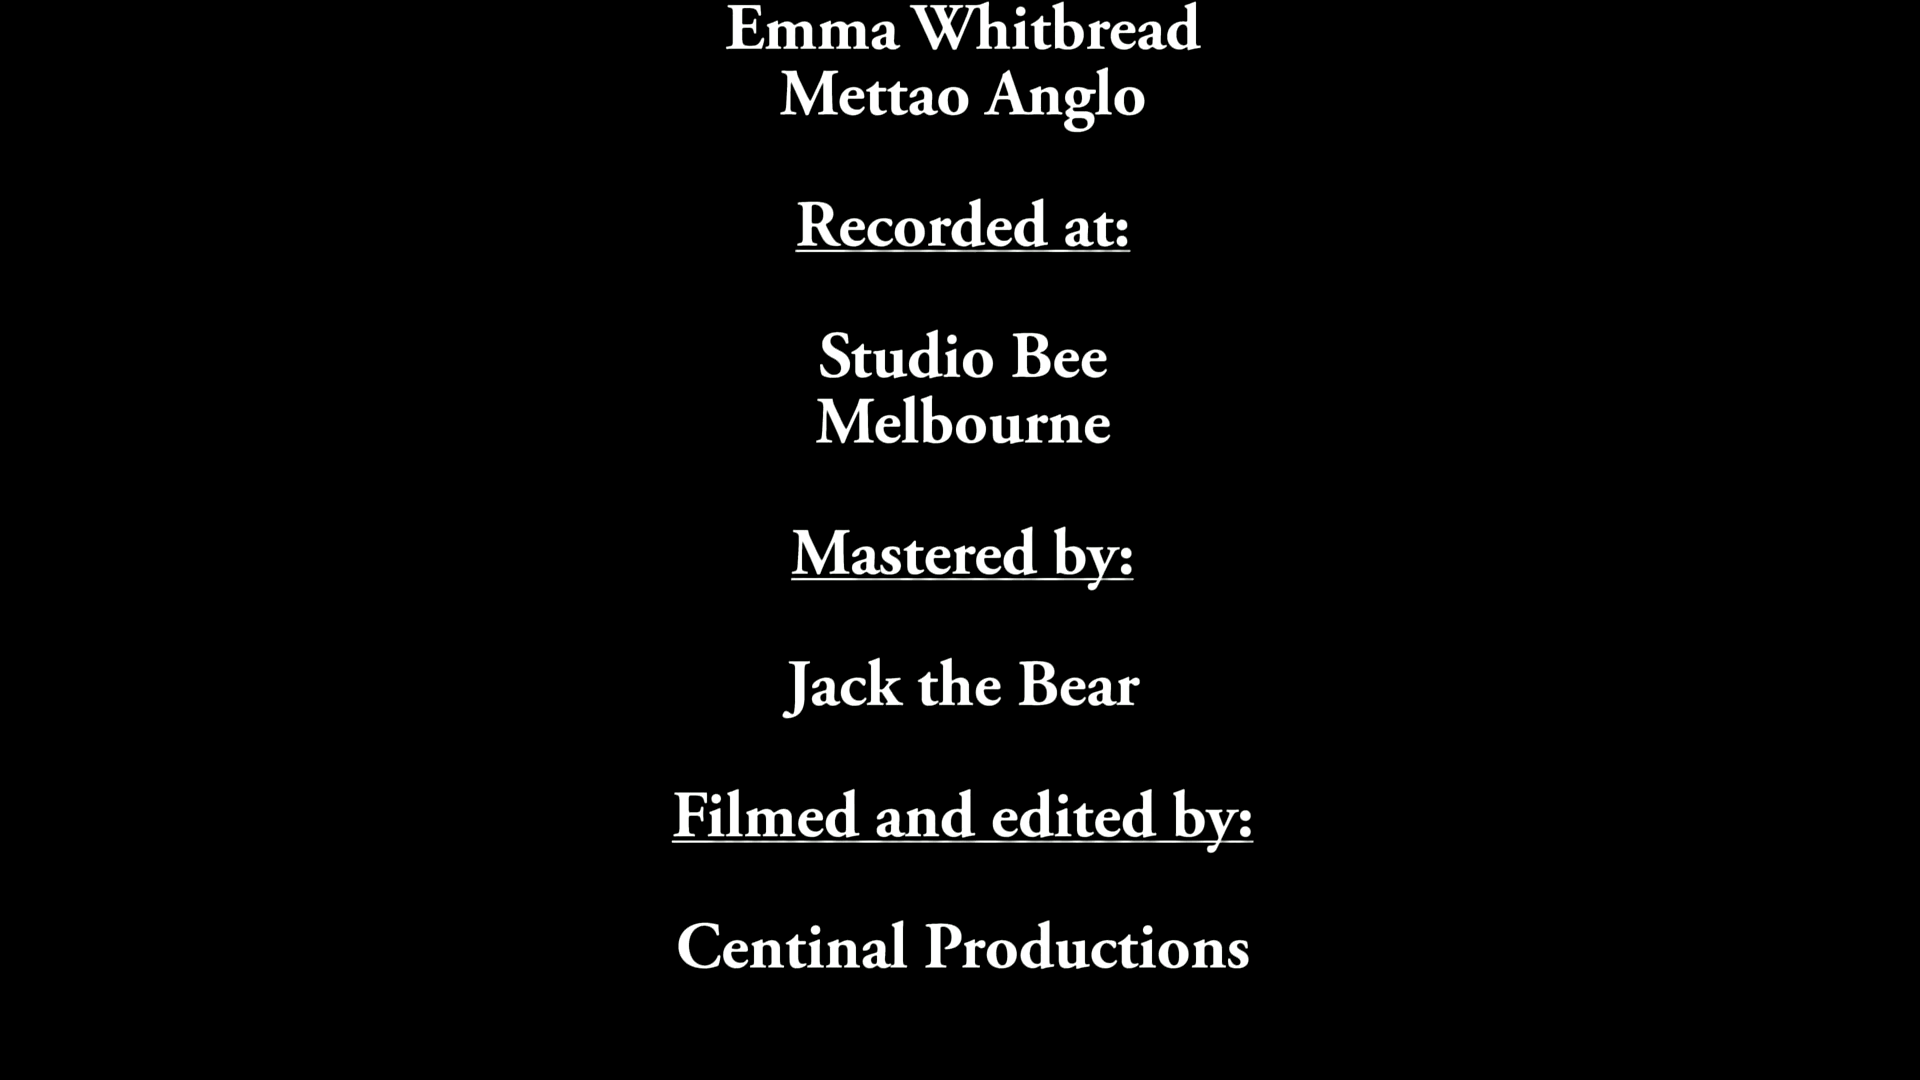 Emma Whitbread
Mettao Anglo
Recorded at:
Studio Bee
Melbourne
Mastered by:
Jack the Bear
Filmed and edited by:
Centinal Productions